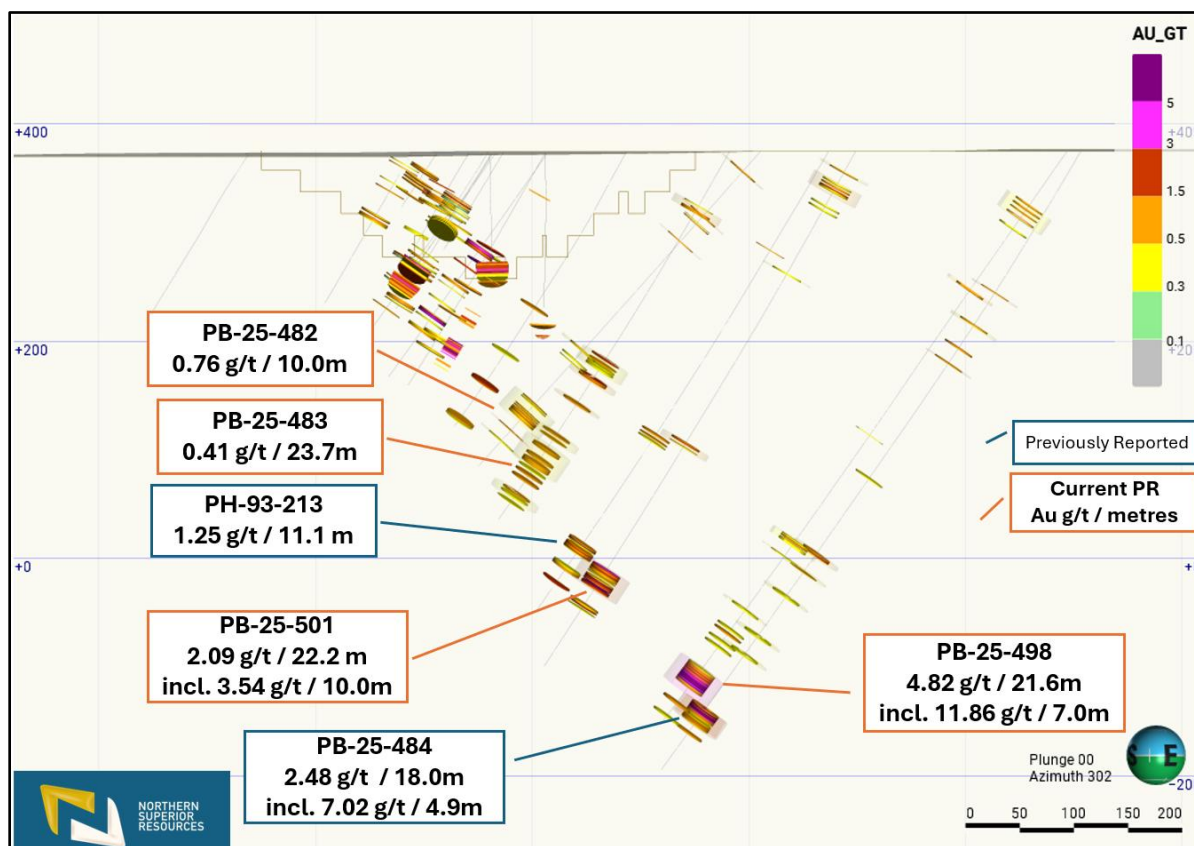 AU_GT
5
3
1.5
0.5
0.3
0.1
+400
+40
+200
+20
+0
+
-20
PB-25-482
0.76 g/t / 10.0m
PB-25-483
0.41 g/t / 23.7m
PH-93-213
1.25 g/t / 11.1 m
PB-25-501
2.09 g/t / 22.2 m
incl. 3.54 g/t / 10.0m
PB-25-484
2.48 g/t / 18.0m
incl. 7.02 g/t / 4.9m
PB-25-498
4.82 g/t / 21.6m
incl. 11.86 g/t / 7.0m
Previously Reported
Current PR
Au g/t / metres
Plunge 00
Azimuth 302
S E
0 50 100 150 200
NORTHERN
SUPERIOR
RESOURCES